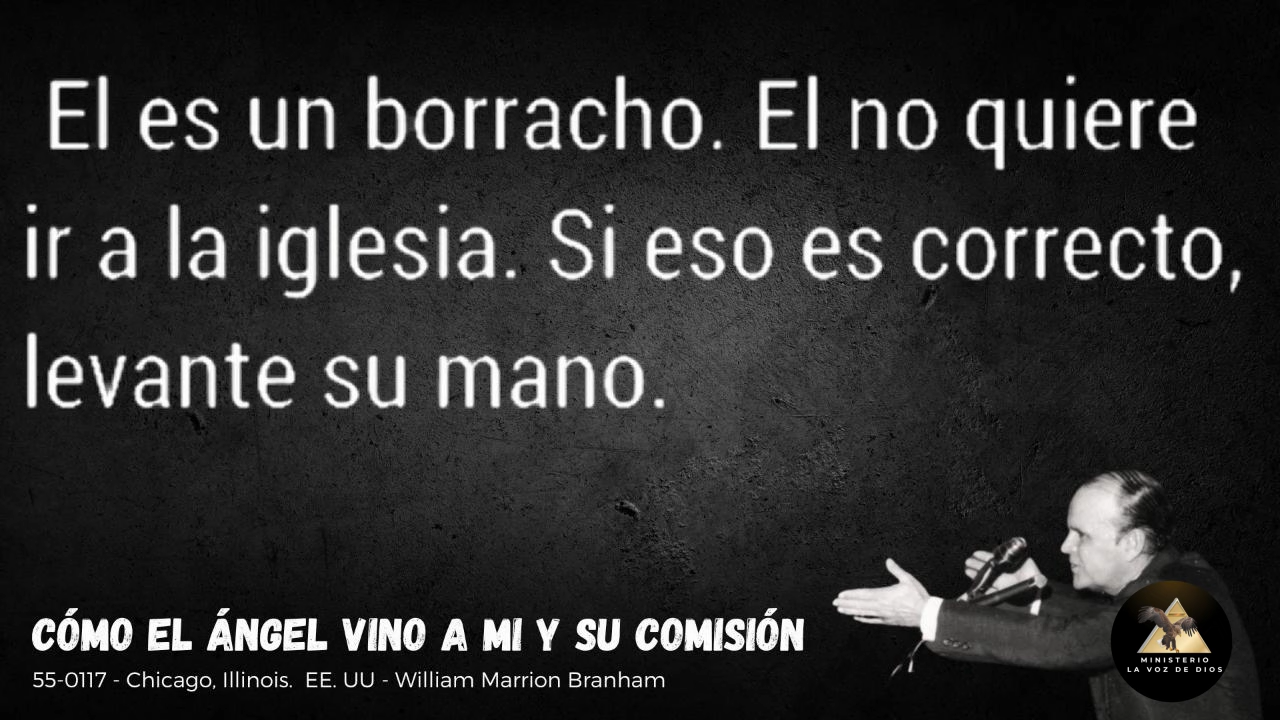 El es un borracho. El no quiere
ir a la iglesia. Si eso es correcto,
levante su mano.
CÓMO EL ÁNGEL VINO A MI Y SU COMISIÓN
55-0117 - Chicago, Illinois. EE. UU - William Marrion Branham
MINISTERIO
LA VOZ DE DIOS